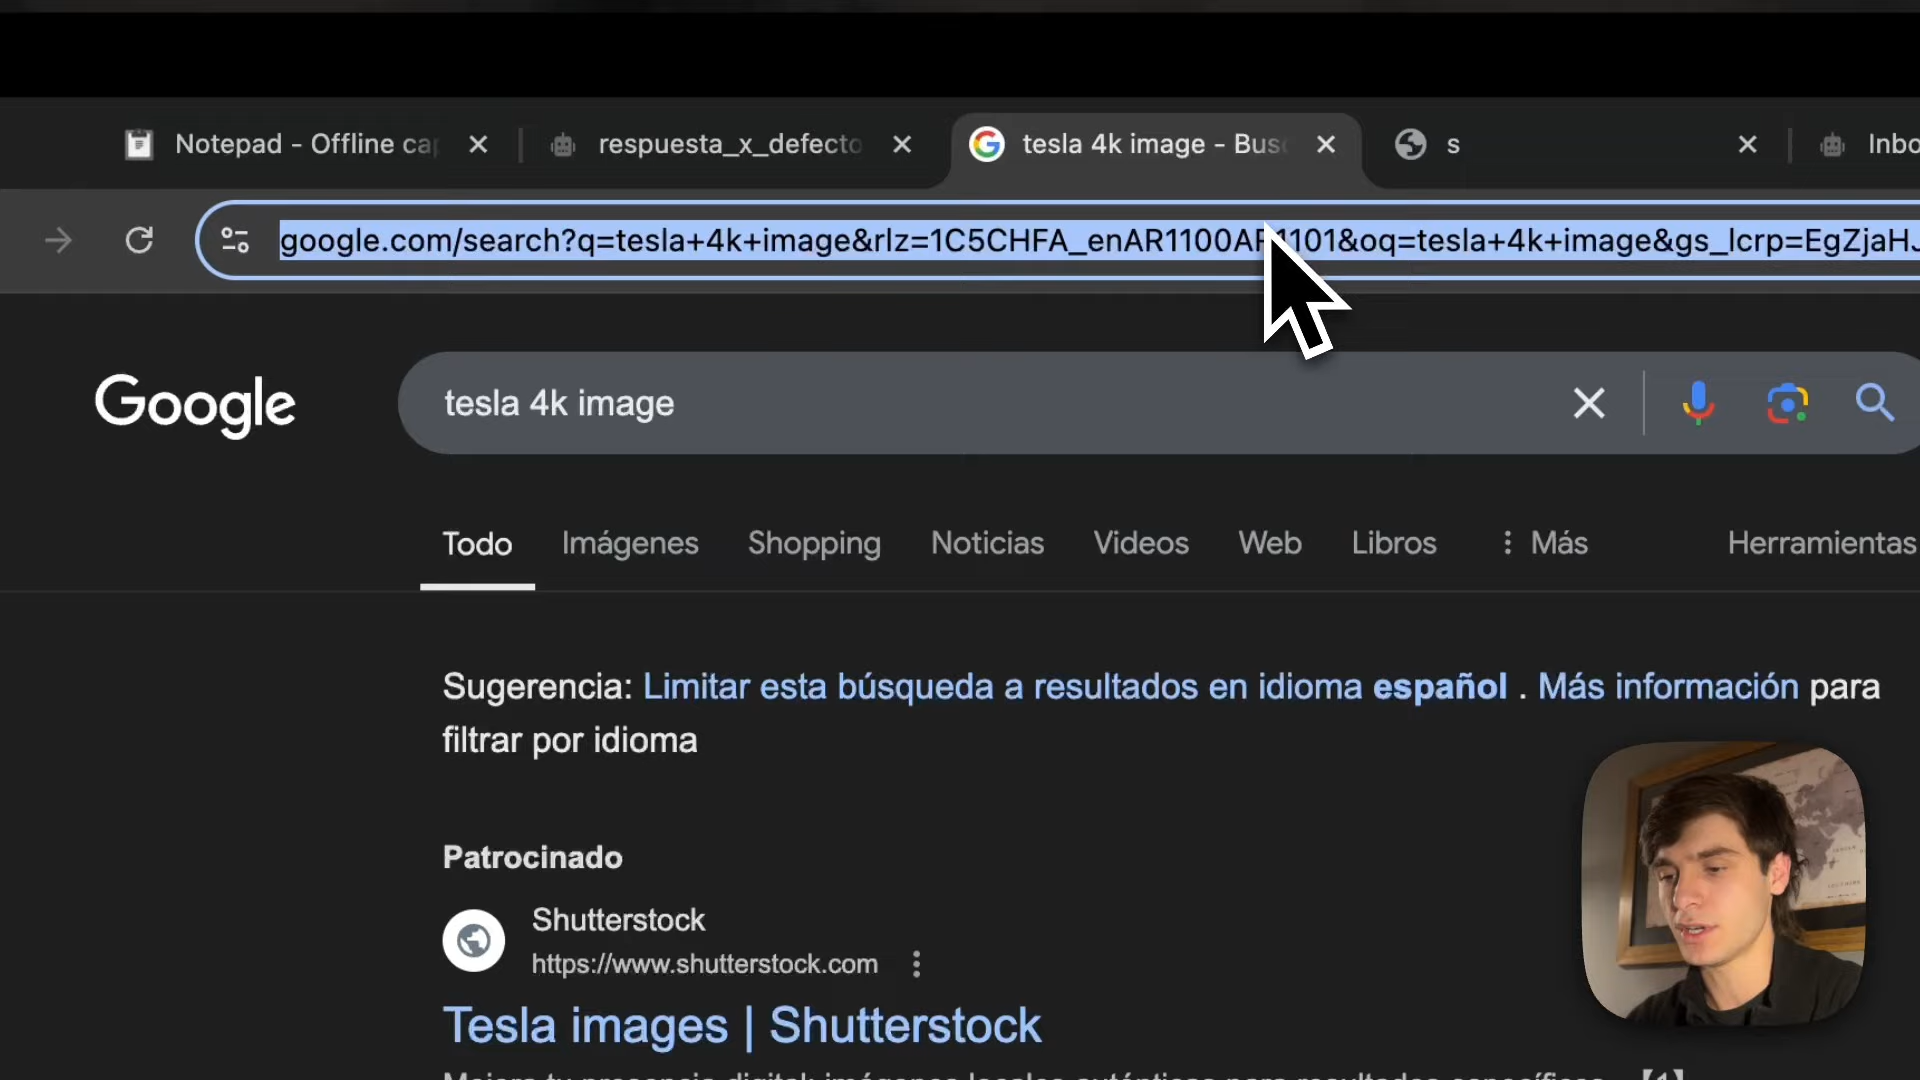 Notepad - Offline ca
respuesta_x_defecto
tesla 4k image - Bus
s
Inbo
google.com/search?q=tesla+4k+image&rlz=1C5CHFA_enAR1100AR1101&oq=tesla+4k+image&gs_lcrp=EgZjaHJ
Google
tesla 4k image
Todo
Imágenes
Shopping
Noticias
Videos
Web
Libros
Más
Herramientas
Sugerencia: Limitar esta búsqueda a resultados en idioma español . Más información para
filtrar por idioma
Patrocinado
Shutterstock
https://www.shutterstock.com
Tesla images | Shutterstock